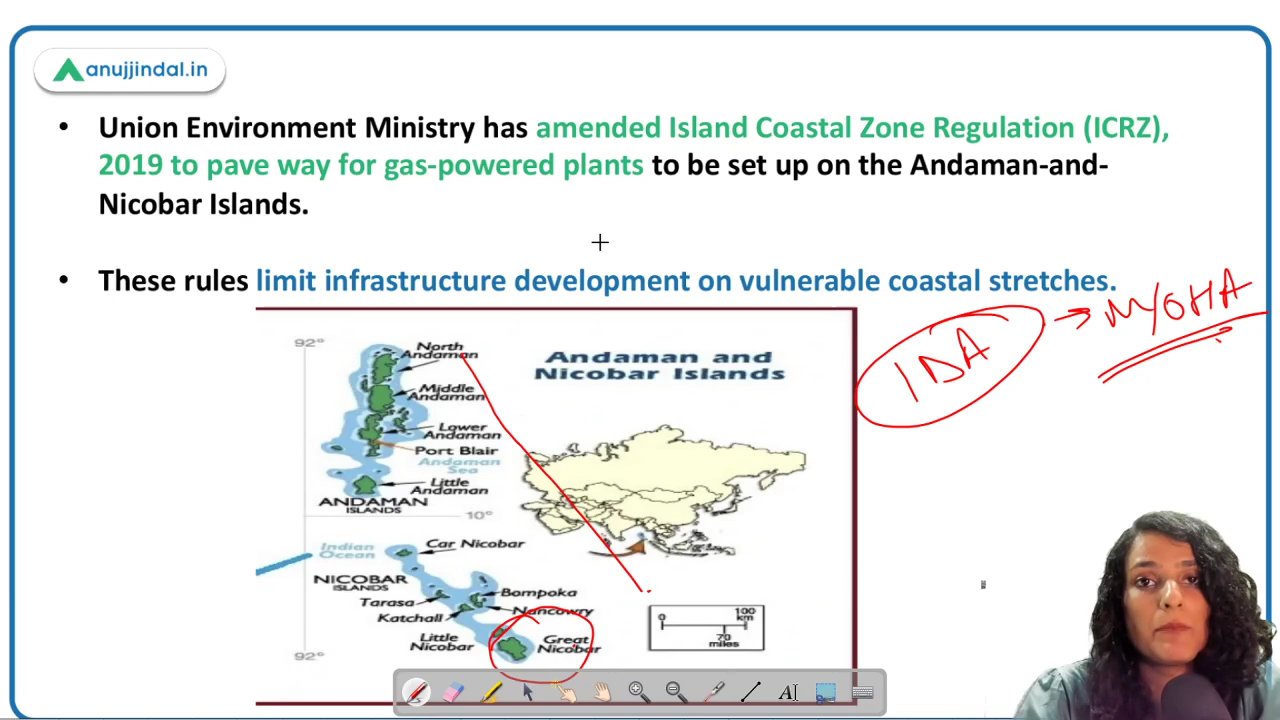 anujjindal.in
• Union Environment Ministry has amended Island Coastal Zone Regulation (ICRZ),
2019 to pave way for gas-powered plants to be set up on the Andaman-and-
Nicobar Islands.
• These rules limit infrastructure development on vulnerable coastal stretches.
IDA → M/OHA
92°
North
Andaman
Andaman and
Nicobar Islands
Middle
Andaman
Lower
Andaman
Port Blair
Andaman
Sea
Little
Andaman
ANDAMAN
ISLANDS
10°
Indian
Ocean
Car Nicobar
NICOBAR
ISLANDS
Bompoka
Tarasa
Nancowry
Katchall
0 100
km
70
miles
Little
Nicobar
Great
Nicobar
92°
AI